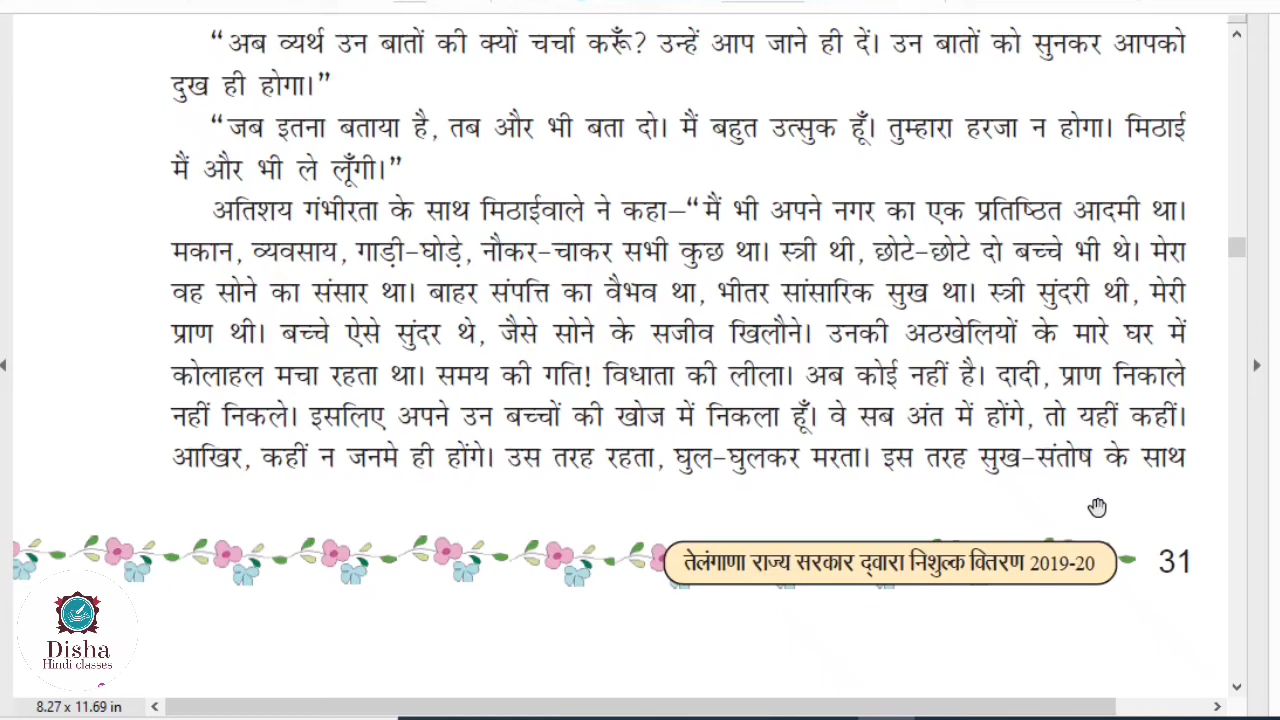 “अब व्यर्थ उन बातों की क्यों चर्चा करूँ? उन्हें आप जाने ही दें। उन बातों को सुनकर आपको
दुख ही होगा।”
“जब इतना बताया है, तब और भी बता दो। मैं बहुत उत्सुक हूँ। तुम्हारा हरजा न होगा। मिठाई
मैं और भी ले लूँगी।”
अतिशय गंभीरता के साथ मिठाईवाले ने कहा–“मैं भी अपने नगर का एक प्रतिष्ठित आदमी था।
मकान, व्यवसाय, गाड़ी-घोड़े, नौकर-चाकर सभी कुछ था। स्त्री थी, छोटे-छोटे दो बच्चे भी थे। मेरा
वह सोने का संसार था। बाहर संपत्ति का वैभव था, भीतर सांसारिक सुख था। स्त्री सुंदरी थी, मेरी
प्राण थी। बच्चे ऐसे सुंदर थे, जैसे सोने के सजीव खिलौने। उनकी अठखेलियों के मारे घर में
कोलाहल मचा रहता था। समय की गति! विधाता की लीला। अब कोई नहीं है। दादी, प्राण निकाले
नहीं निकले। इसलिए अपने उन बच्चों की खोज में निकला हूँ। वे सब अंत में होंगे, तो यहीं कहीं।
आखिर, कहीं न जनमे ही होंगे। उस तरह रहता, घुल-घुलकर मरता। इस तरह सुख-संतोष के साथ
तेलंगाणा राज्य सरकार द्वारा निशुल्क वितरण 2019-20
31
Disha
Hindi classes
8.27 x 11.69 in